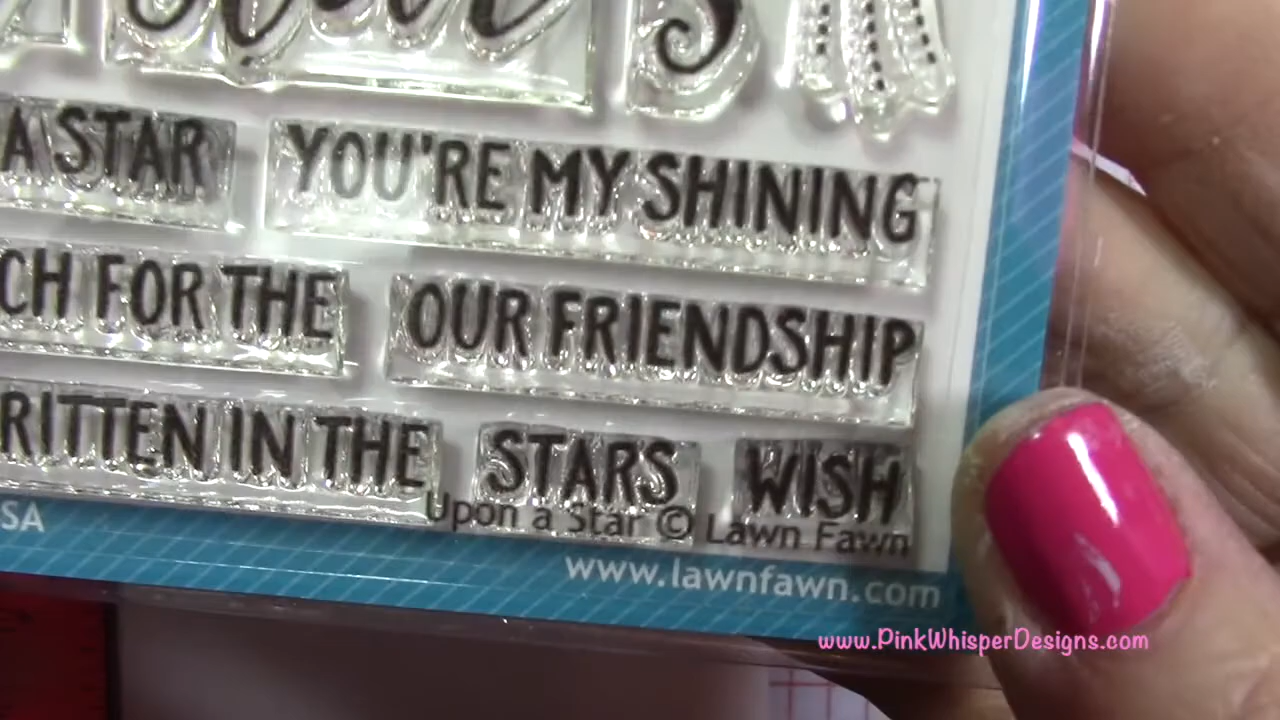 A STAR YOU'RE MY SHINING
CH FOR THE OUR FRIENDSHIP
RITTEN IN THE STARS WISH
Upon a Star © Lawn Fawn
SA
www.lawnfawn.com
www.PinkWhisperDesigns.com